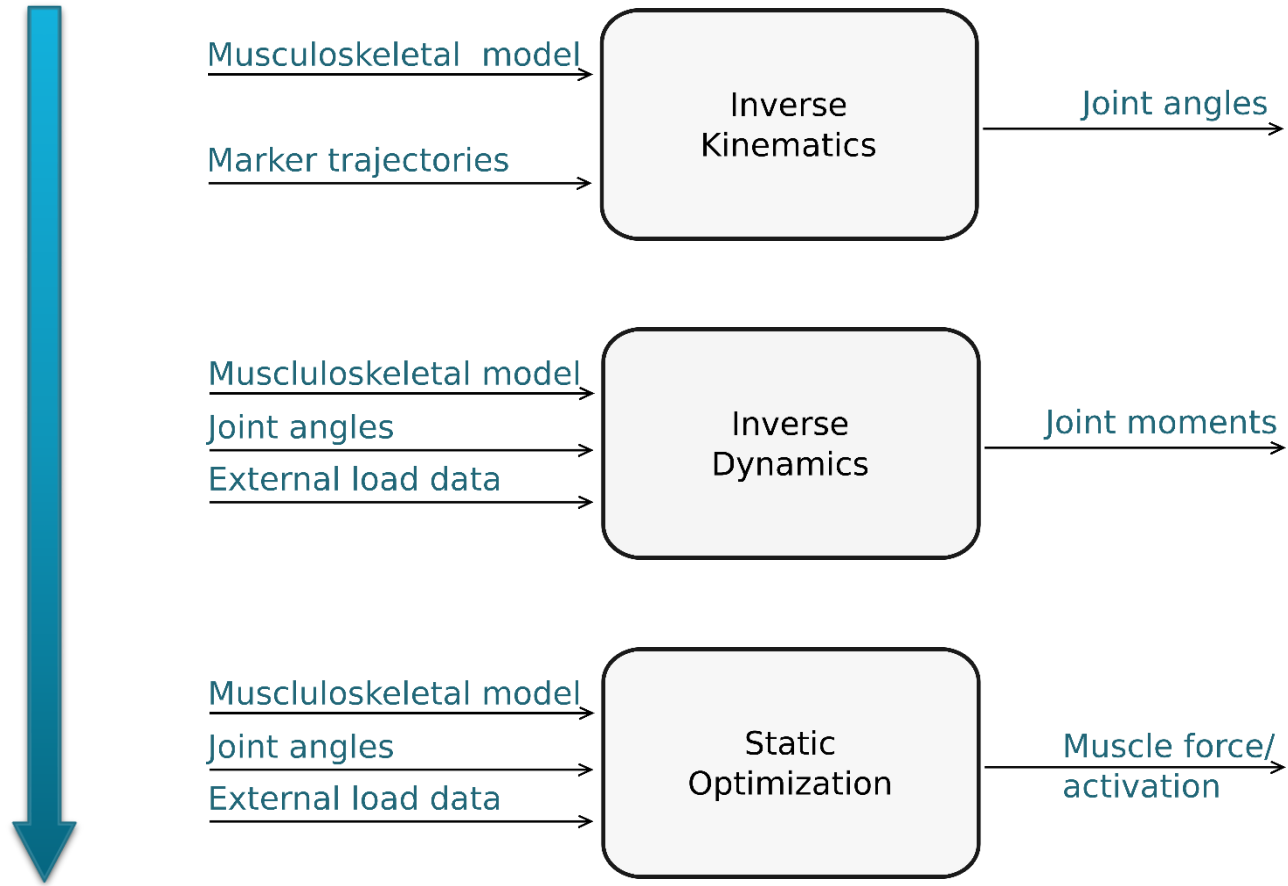 Musculoskeletal model
Marker trajectories
Inverse
Kinematics
Joint angles
Muscluloskeletal model
Joint angles
External load data
Inverse
Dynamics
Joint moments
Muscluloskeletal model
Joint angles
External load data
Static
Optimization
Muscle force/
activation